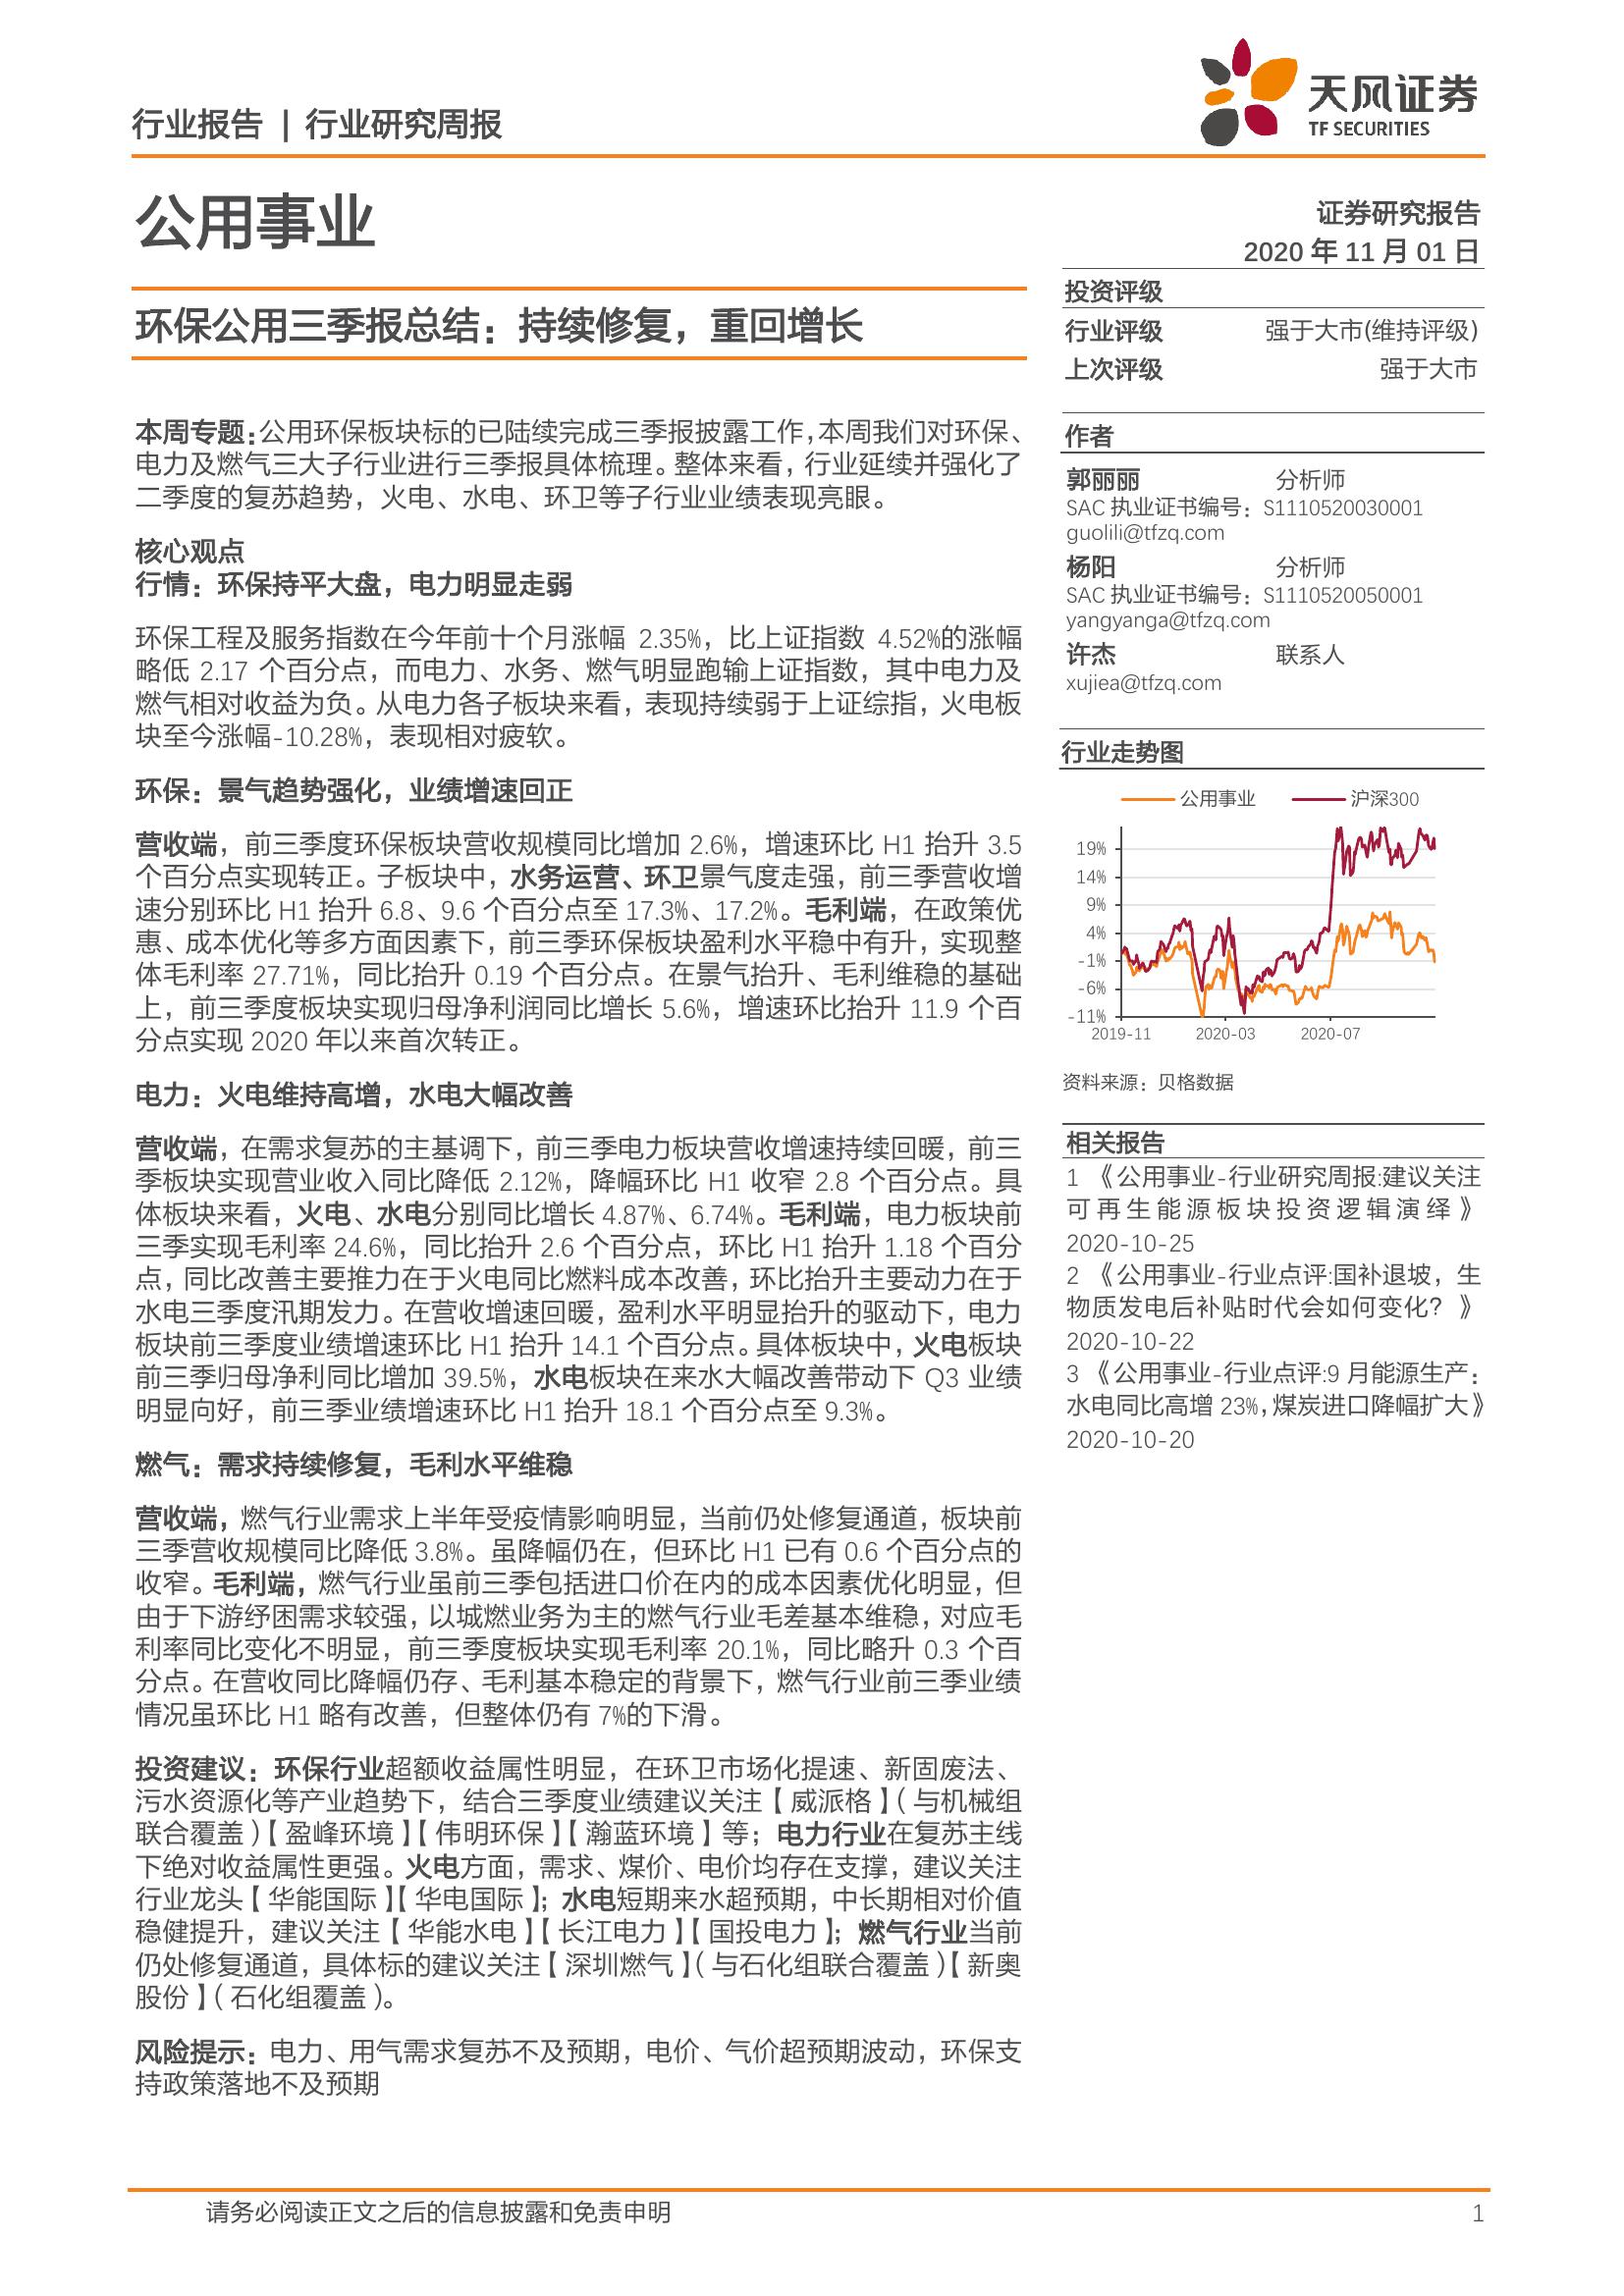 行业报告 | 行业研究周报
天风证券
TF SECURITIES
公用事业
证券研究报告
2020 年 11 月 01 日
环保公用三季报总结：持续修复，重回增长
本周专题：公用环保板块标的已陆续完成三季报披露工作，本周我们对环保、
电力及燃气三大子行业进行三季报具体梳理。整体来看，行业延续并强化了
二季度的复苏趋势，火电、水电、环卫等子行业业绩表现亮眼。
核心观点
行情：环保持平大盘，电力明显走弱
环保工程及服务指数在今年前十个月涨幅 2.35%，比上证指数 4.52%的涨幅
略低 2.17 个百分点，而电力、水务、燃气明显跑输上证指数，其中电力及
燃气相对收益为负。从电力各子板块来看，表现持续弱于上证综指，火电板
块至今涨幅-10.28%，表现相对疲软。
环保：景气趋势强化，业绩增速回正
营收端，前三季度环保板块营收规模同比增加 2.6%，增速环比 H1 抬升 3.5
个百分点实现转正。子板块中，水务运营、环卫景气度走强，前三季营收增
速分别环比 H1 抬升 6.8、9.6 个百分点至 17.3%、17.2%。毛利端，在政策优
惠、成本优化等多方面因素下，前三季环保板块盈利水平稳中有升，实现整
体毛利率 27.71%，同比抬升 0.19 个百分点。在景气抬升、毛利维稳的基础
上，前三季度板块实现归母净利润同比增长 5.6%，增速环比抬升 11.9 个百
分点实现 2020 年以来首次转正。
电力：火电维持高增，水电大幅改善
营收端，在需求复苏的主基调下，前三季电力板块营收增速持续回暖，前三
季板块实现营业收入同比降低 2.12%，降幅环比 H1 收窄 2.8 个百分点。具
体板块来看，火电、水电分别同比增长 4.87%、6.74%。毛利端，电力板块前
三季实现毛利率 24.6%，同比抬升 2.6 个百分点，环比 H1 抬升 1.18 个百分
点，同比改善主要推力在于火电同比燃料成本改善，环比抬升主要动力在于
水电三季度汛期发力。在营收增速回暖，盈利水平明显抬升的驱动下，电力
板块前三季度业绩增速环比 H1 抬升 14.1 个百分点。具体板块中，火电板块
前三季归母净利同比增加 39.5%，水电板块在来水大幅改善带动下 Q3 业绩
明显向好，前三季业绩增速环比 H1 抬升 18.1 个百分点至 9.3%。
燃气：需求持续修复，毛利水平维稳
营收端，燃气行业需求上半年受疫情影响明显，当前仍处修复通道，板块前
三季营收规模同比降低 3.8%。虽降幅仍在，但环比 H1 已有 0.6 个百分点的
收窄。毛利端，燃气行业虽前三季包括进口价在内的成本因素优化明显，但
由于下游纾困需求较强，以城燃业务为主的燃气行业毛差基本维稳，对应毛
利率同比变化不明显，前三季度板块实现毛利率 20.1%，同比略升 0.3 个百
分点。在营收同比降幅仍存、毛利基本稳定的背景下，燃气行业前三季业绩
情况虽环比 H1 略有改善，但整体仍有 7%的下滑。
投资建议：环保行业超额收益属性明显，在环卫市场化提速、新固废法、
污水资源化等产业趋势下，结合三季度业绩建议关注【威派格】（与机械组
联合覆盖）【盈峰环境】【伟明环保】【瀚蓝环境】等；电力行业在复苏主线
下绝对收益属性更强。火电方面，需求、煤价、电价均存在支撑，建议关注
行业龙头【华能国际】【华电国际】；水电短期来水超预期，中长期相对价值
稳健提升，建议关注【华能水电】【长江电力】【国投电力】；燃气行业当前
仍处修复通道，具体标的建议关注【深圳燃气】（与石化组联合覆盖）【新奥
股份】（石化组覆盖）。
风险提示：电力、用气需求复苏不及预期，电价、气价超预期波动，环保支
持政策落地不及预期
投资评级
行业评级 强于大市(维持评级)
上次评级 强于大市
作者
郭丽丽 分析师
SAC 执业证书编号：S1110520030001
guolili@tfzq.com
杨阳 分析师
SAC 执业证书编号：S1110520050001
yangyanga@tfzq.com
许杰 联系人
xujiea@tfzq.com
行业走势图
公用事业 沪深300
19%
14%
9%
4%
-1%
-6%
-11%
2019-11 2020-03 2020-07
资料来源：贝格数据
相关报告
1 《公用事业-行业研究周报:建议关注
可再生能源板块投资逻辑演绎》
2020-10-25
2 《公用事业-行业点评:国补退坡，生
物质发电后补贴时代会如何变化？》
2020-10-22
3 《公用事业-行业点评:9 月能源生产：
水电同比高增 23%，煤炭进口降幅扩大》
2020-10-20
请务必阅读正文之后的信息披露和免责申明 1